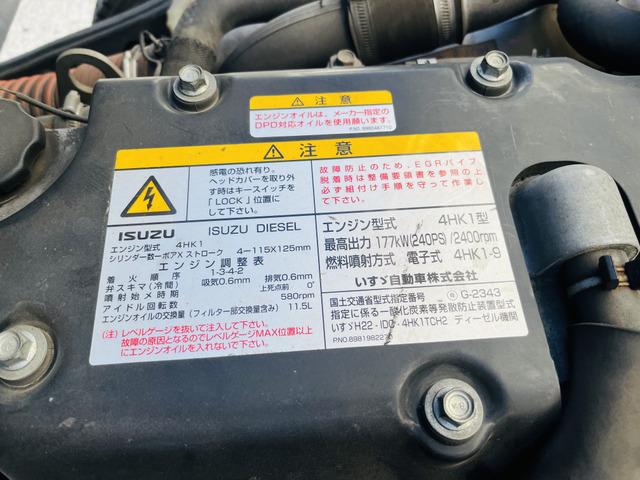 注意
エンジンオイルは、メーカー指定の
DPD対応オイルを使用願います。
P.NO.8980487710
注意
感電の恐れ有り。
ヘッドカバーを取り外
す時はキースイッチを
「LOCK」位置に
して下さい。
故障防止のため、EGRパイプ
脱着時は整備要領書を参照の上
必ず組付け手順を守って作業し
て下さい。
ISUZU ISUZU DIESEL
エンジン型式 4HK1
シリンダー数−ボアXストローク 4−115X125mm
エンジン調整表
着火順序 1-3-4-2
弁スキマ(冷間) 吸気0.6mm 排気0.6mm
噴射始メ時期 上死点前 0°
アイドル回転数 580rpm
エンジンオイルの交換量(フィルター部交換量含み) 11.5L
(注)レベルゲージを抜いて注入して下さい。
故障の原因となるのでレベルゲージMAX位置以上
にエンジンオイルを入れないで下さい。
エンジン型式 4HK1型
最高出力 177kW(240PS)/2400rpm
燃料噴射方式 電子式 4HK1-9
いすゞ自動車株式会社
国土交通省型式指定番号 G-2343
指定に係る一酸化炭素等発散防止装置型式
いすゞH22・IDC・4HK1TCH2 ディーゼル機関
P.NO.898198227